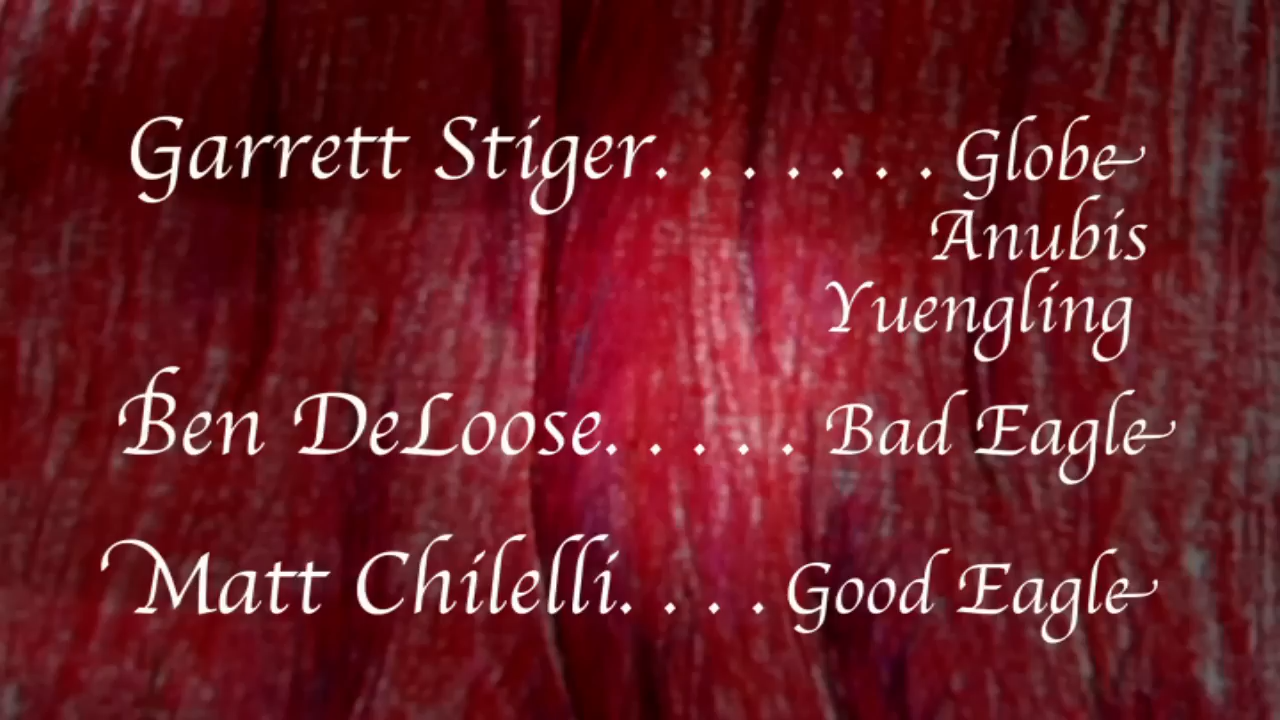 Garrett Stiger. . . . . . . Globe
Anubis
Yuengling
Ben DeLoose. . . . . Bad Eagle
Matt Chilelli. . . . Good Eagle